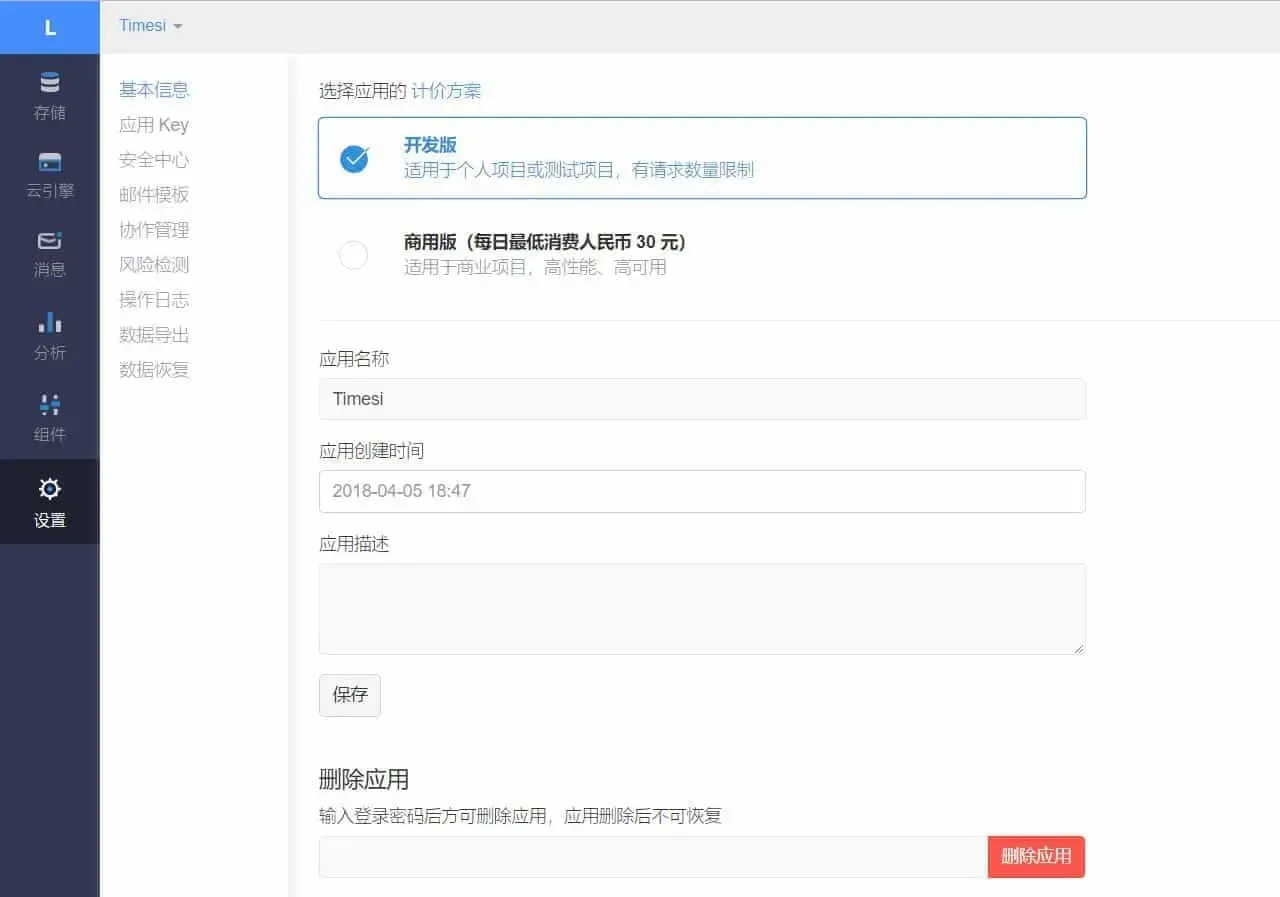 L
Timesi
存储
云引擎
消息
分析
组件
设置
基本信息
应用 Key
安全中心
邮件模板
协作管理
风险检测
操作日志
数据导出
数据恢复
选择应用的 计价方案
开发版
适用于个人项目或测试项目，有请求数量限制
商用版（每日最低消费人民币 30 元）
适用于商业项目，高性能、高可用
应用名称
Timesi
应用创建时间
2018-04-05 18:47
应用描述
保存
删除应用
输入登录密码后方可删除应用，应用删除后不可恢复
删除应用